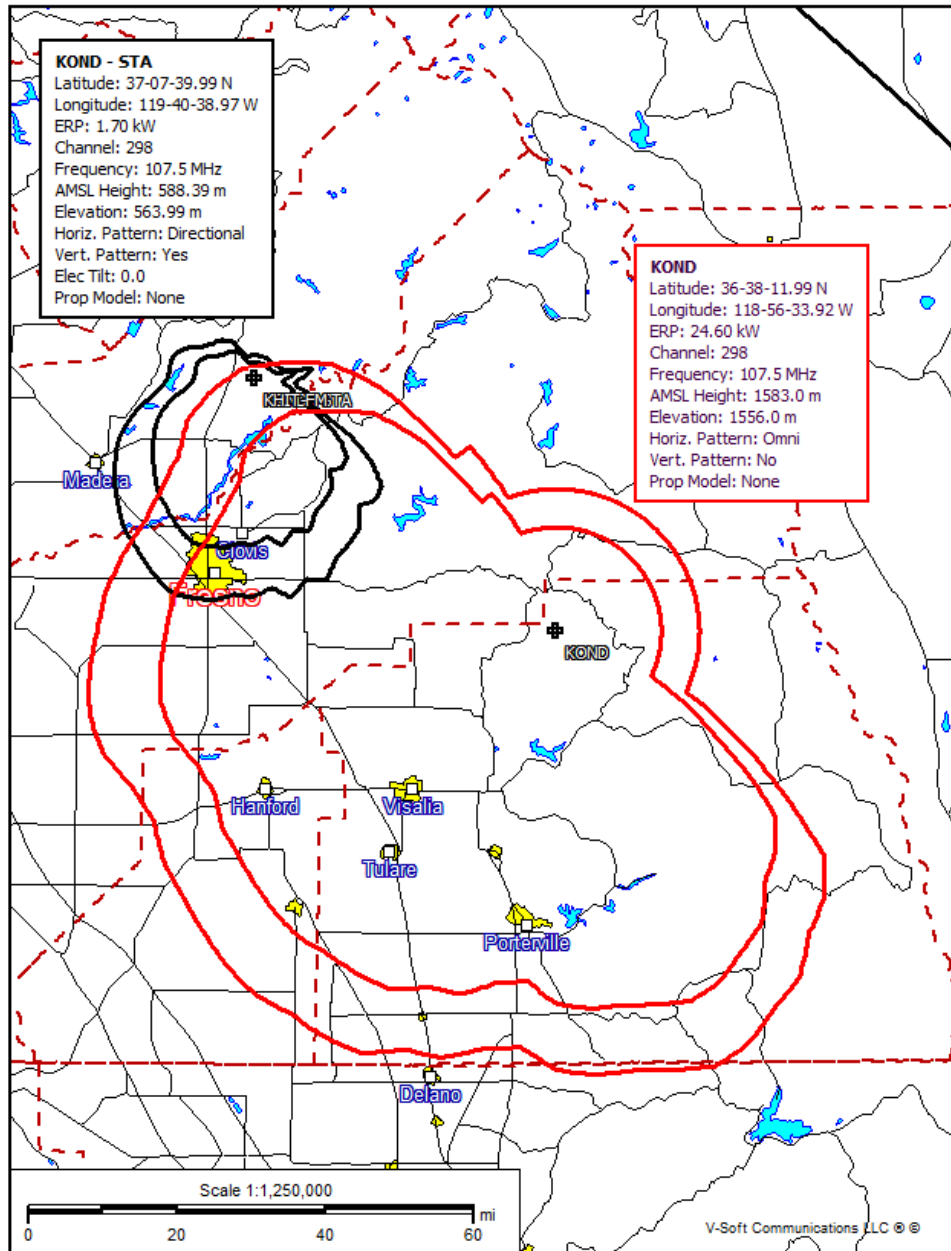 KOND - STA
Latitude: 37-07-39.99 N
Longitude: 119-40-38.97 W
ERP: 1.70 kW
Channel: 298
Frequency: 107.5 MHz
AMSL Height: 588.39 m
Elevation: 563.99 m
Horiz. Pattern: Directional
Vert. Pattern: Yes
Elec Tilt: 0.0
Prop Model: None
KOND
Latitude: 36-38-11.99 N
Longitude: 118-56-33.92 W
ERP: 24.60 kW
Channel: 298
Frequency: 107.5 MHz
AMSL Height: 1583.0 m
Elevation: 1556.0 m
Horiz. Pattern: Omni
Vert. Pattern: No
Prop Model: None
Madera
Clovis
Fresno
KOND
Hanford
Visalia
Tulare
Porterville
Delano
Scale 1:1,250,000
mi
0 20 40 60
V-Soft Communications LLC ® ©